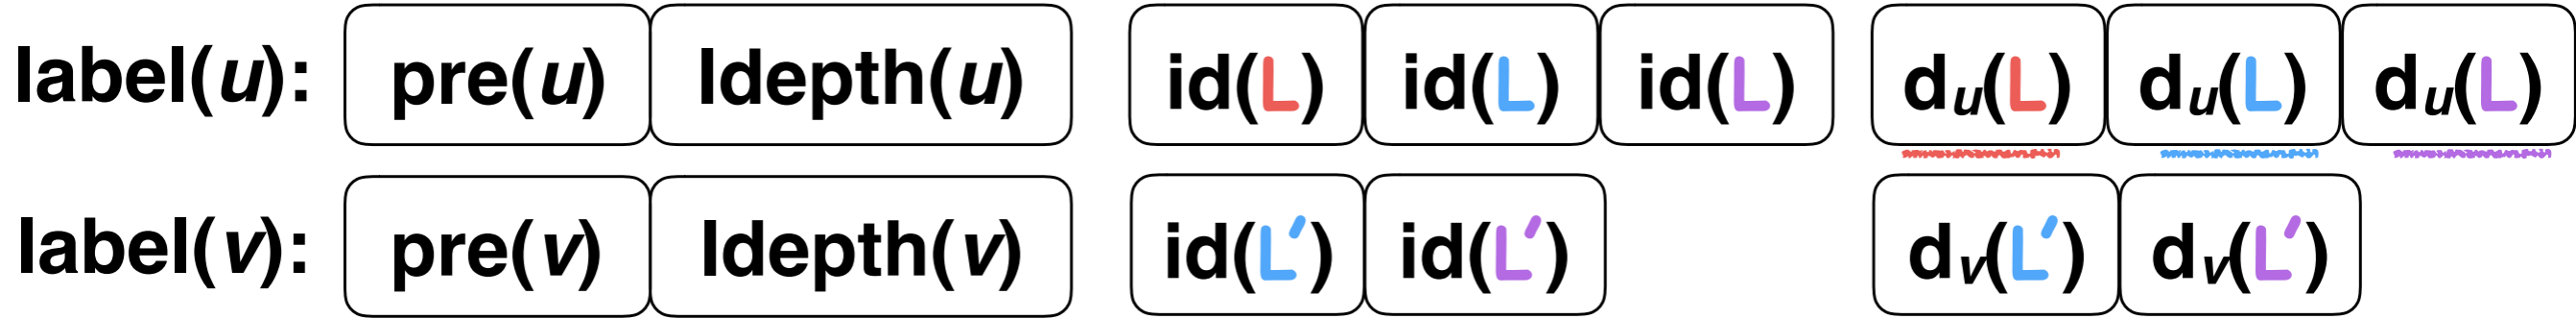 label(u): pre(u) ldepth(u) id(L) id(L) id(L) du(L) du(L) du(L)
label(v): pre(v) ldepth(v) id(L′) id(L′) dv(L′) dv(L′)